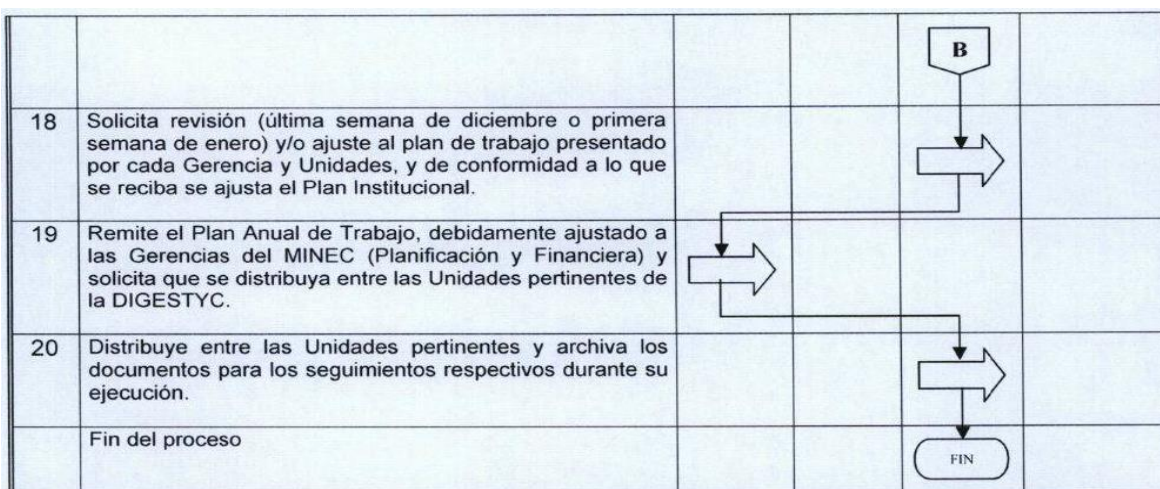 B
18 Solicita revisión (última semana de diciembre o primera
semana de enero) y/o ajuste al plan de trabajo presentado
por cada Gerencia y Unidades, y de conformidad a lo que
se reciba se ajusta el Plan Institucional.
19 Remite el Plan Anual de Trabajo, debidamente ajustado a
las Gerencias del MINEC (Planificación y Financiera) y
solicita que se distribuya entre las Unidades pertinentes de
la DIGESTYC.
20 Distribuye entre las Unidades pertinentes y archiva los
documentos para los seguimientos respectivos durante su
ejecución.
Fin del proceso
FIN